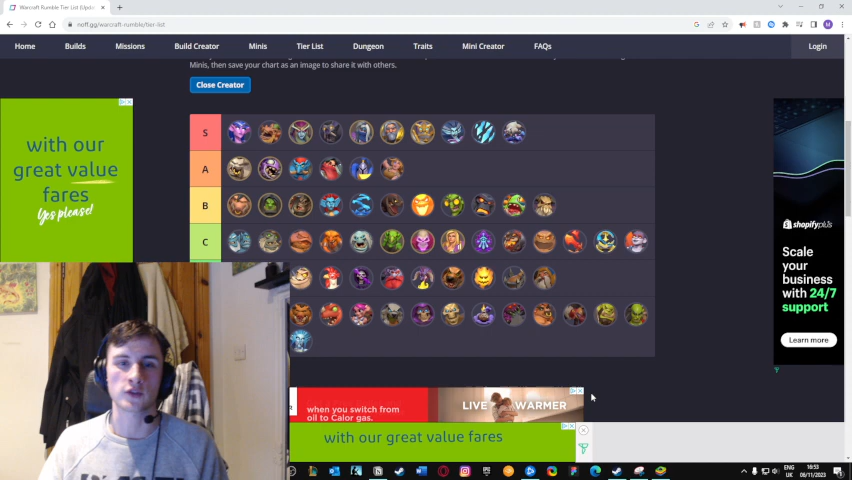 Warcraft Rumble Tier List [Upda
noff.gg/warcraft-rumble/tier-list
Home
Builds
Missions
Build Creator
Minis
Tier List
Dungeon
Traits
Mini Creator
FAQs
Login
Minis, then save your chart as an image to share it with others.
Close Creator
with our
great value
fares
Yes please!
S
A
B
C
shopify plus
Scale
your
business
with 24/7
support
Learn more
when you switch from
oil to Calor gas.
LIVE WARMER
with our great value fares
ENG
UK
16:53
08/11/2023